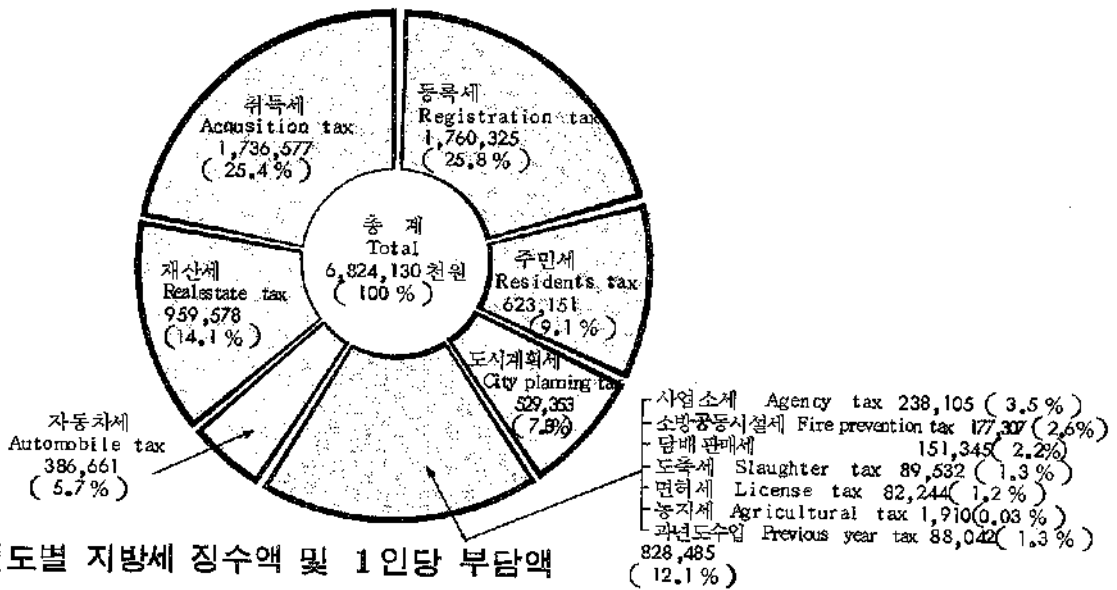 취득세
Acqusition tax
1,736,577
( 25.4 % )
등록세
Registration tax
1,760,325
( 25.8 % )
총 계
Total
6,824,130 천원
( 100 % )
재산세
Realestate tax
959,578
(14.1 % )
주민세
Residents tax
623,151
( 9.1 % )
도시계획세
City planing tax
529,353
( 7.8%)
자동차세
Automobile tax
386,661
( 5.7 % )
사업소세 Agency tax 238,105 ( 3.5 % )
소방공동시설세 Fire prevention tax 177,307 ( 2.6% )
담배 판매세 151,345( 2.2% )
도축세 Slaughter tax 89,532 ( 1.3 % )
면허세 License tax 82,244( 1.2 % )
농지세 Agricultural tax 1,910(0.03 % )
과년도수입 Previous year tax 88,042( 1.3 % )
828,485
( 12.1 % )
도별 지방세 징수액 및 1인당 부담액